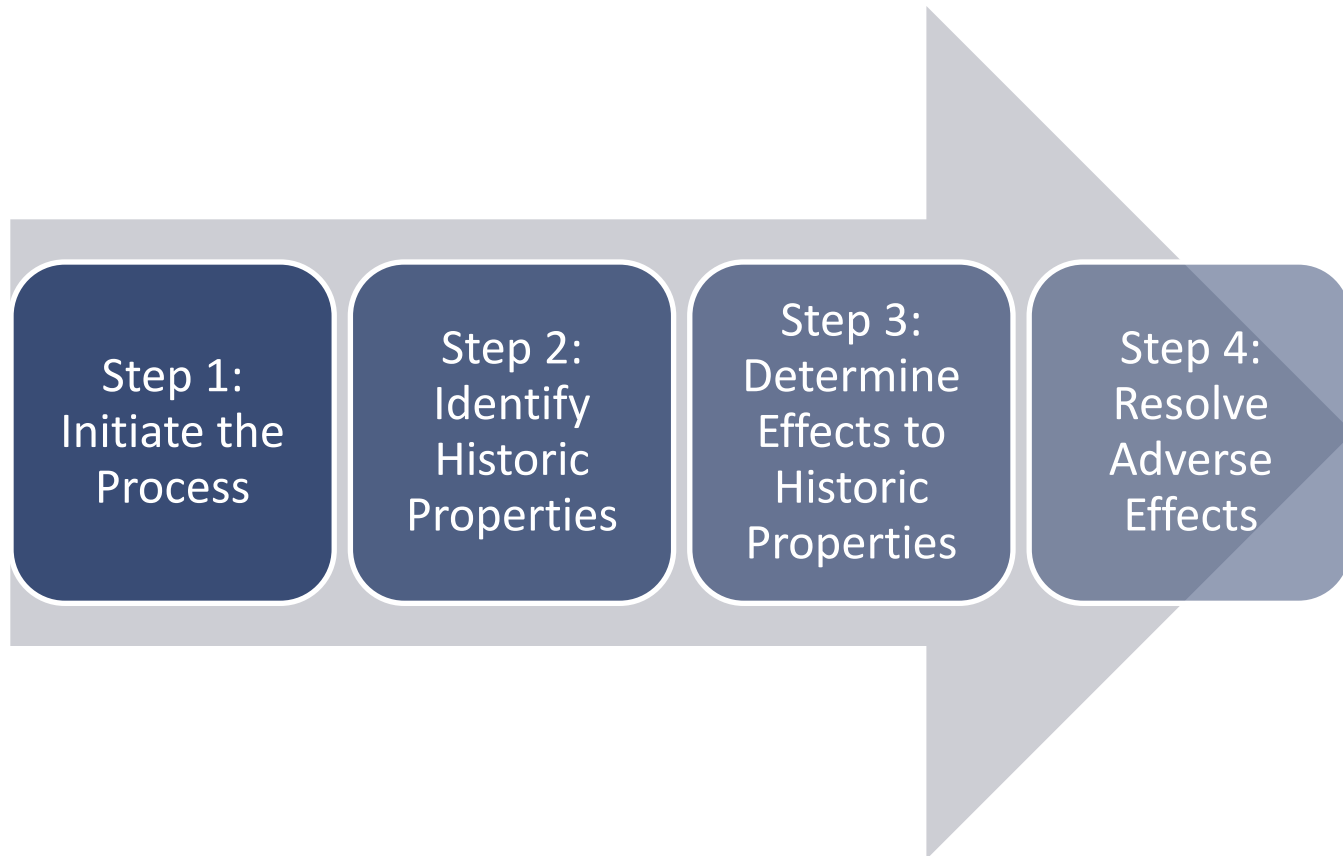 Step 1:
Initiate the
Process
Step 2:
Identify
Historic
Properties
Step 3:
Determine
Effects to
Historic
Properties
Step 4:
Resolve
Adverse
Effects